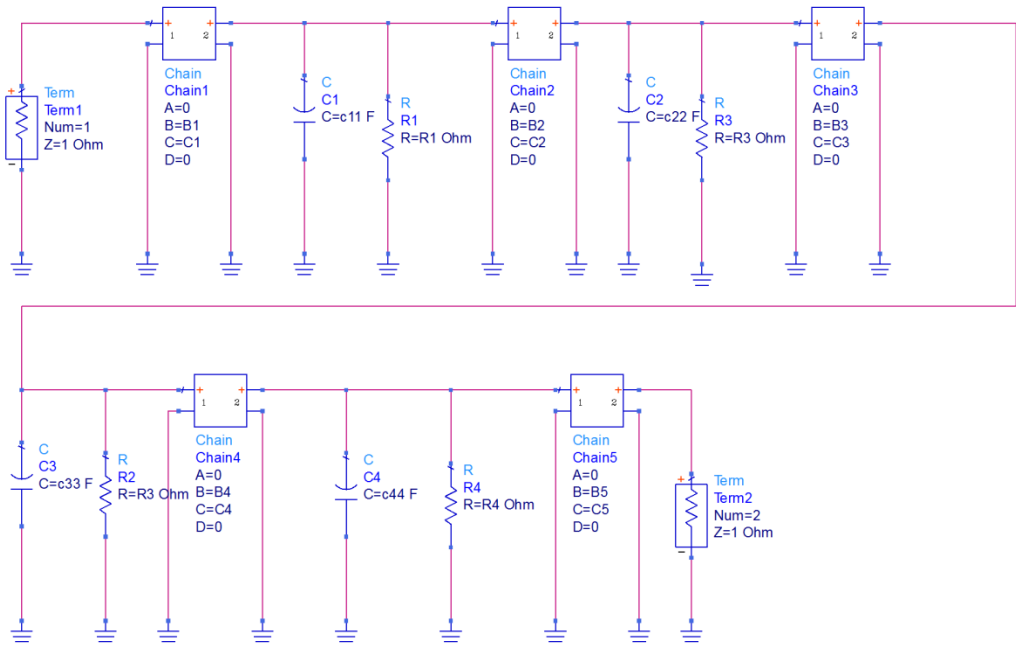 1 2
1 2
1 2
Term
Term1
Num=1
Z=1 Ohm
Chain
Chain1
A=0
B=B1
C=C1
D=0
C
C1
C=c11 F
R
R1
R=R1 Ohm
Chain
Chain2
A=0
B=B2
C=C2
D=0
C
C2
C=c22 F
R
R3
R=R3 Ohm
Chain
Chain3
A=0
B=B3
C=C3
D=0
1 2
1 2
C
C3
C=c33 F
R
R2
R=R3 Ohm
Chain
Chain4
A=0
B=B4
C=C4
D=0
C
C4
C=c44 F
R
R4
R=R4 Ohm
Chain
Chain5
A=0
B=B5
C=C5
D=0
Term
Term2
Num=2
Z=1 Ohm